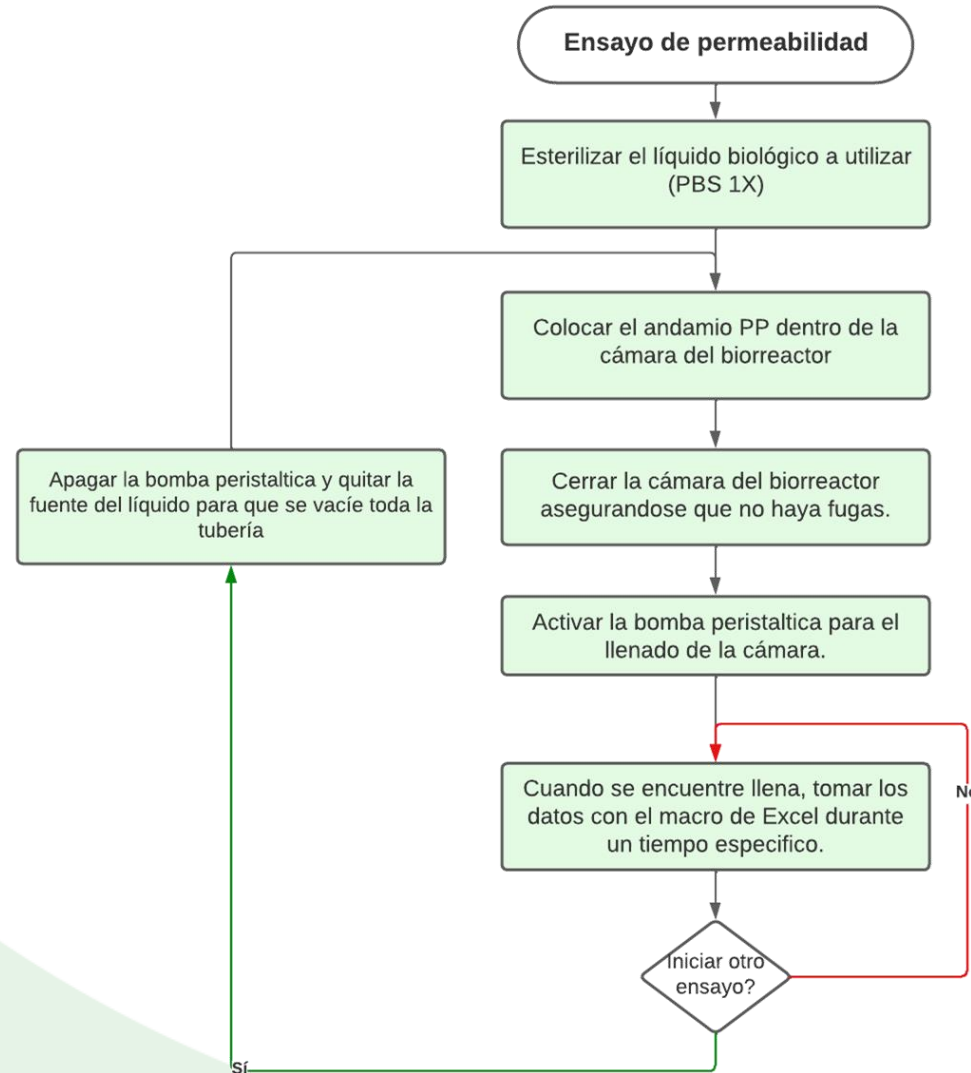 Ensayo de permeabilidad
Esterilizar el líquido biológico a utilizar
(PBS 1X)
Colocar el andamio PP dentro de la
cámara del biorreactor
Apagar la bomba peristaltica y quitar la
fuente del líquido para que se vacíe toda la
tubería
Cerrar la cámara del biorreactor
asegurandose que no haya fugas.
Activar la bomba peristaltica para el
llenado de la cámara.
Cuando se encuentre llena, tomar los
datos con el macro de Excel durante
un tiempo especifico.
No
Iniciar otro
ensayo?
Sí